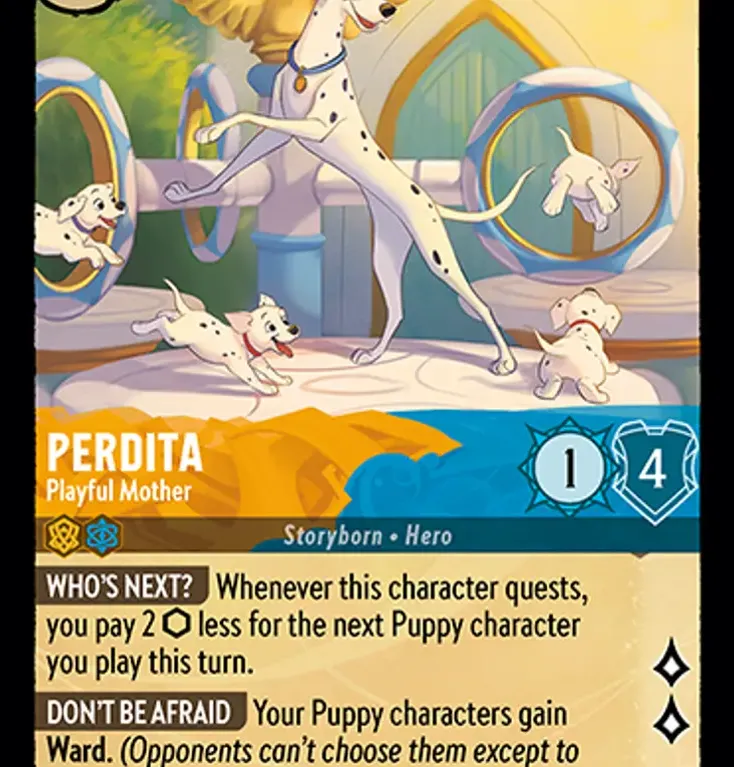 PERDITA
Playful Mother
1
4
Storyborn • Hero
WHO'S NEXT? Whenever this character quests,
you pay 2 ⬡ less for the next Puppy character
you play this turn.
DON'T BE AFRAID Your Puppy characters gain
Ward. (Opponents can't choose them except to